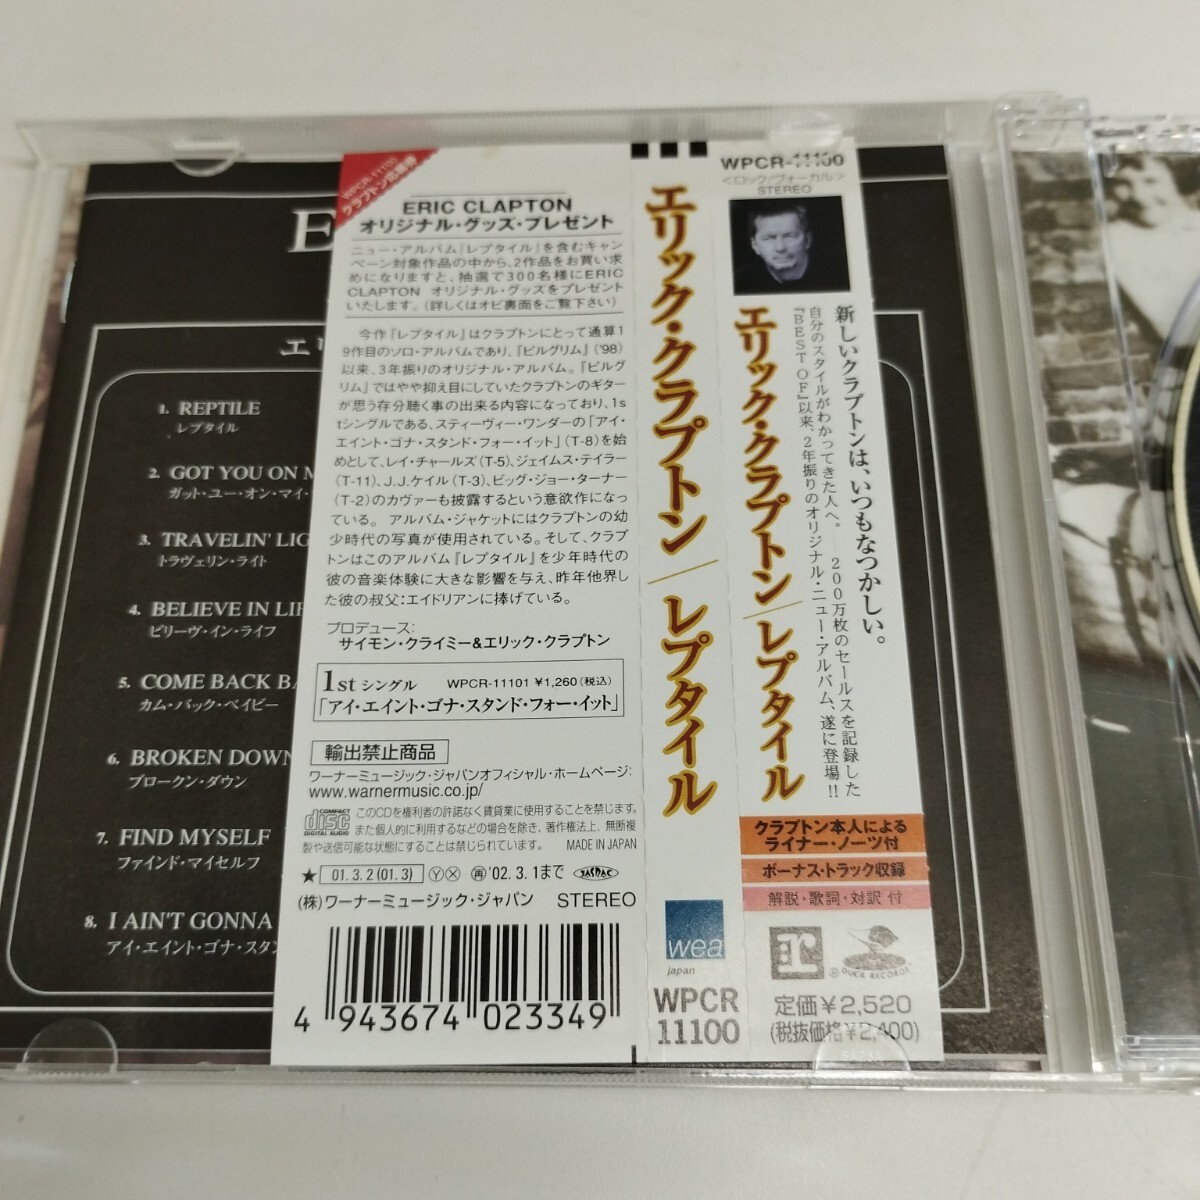 E
エリ
1. REPTILE
レプタイル
2. GOT YOU ON M
ガット・ユー・オン・マイ・
3. TRAVELIN' LIG
トラヴェリン・ライト
4. BELIEVE IN LIF
ビリーヴ・イン・ライフ
5. COME BACK BA
カム・バック・ベイビー
6. BROKEN DOWN
ブロークン・ダウン
7. FIND MYSELF
ファインド・マイセルフ
8. I AIN'T GONNA
アイ・エイント・ゴナ・スタン
WPCR-11100
ERIC CLAPTON
オリジナル・グッズ・プレゼント
ニュー・アルバム『レプタイル』を含むキャン
ペーン対象作品の中から、2作品をお買い求
めになりますと、抽選で300名様にERIC
CLAPTON オリジナル・グッズをプレゼント
いたします。(詳しくはオビ裏面をご覧下さい)
今作『レプタイル』はクラプトンにとって通算1
9作目のソロ・アルバムであり、『ピルグリム』('98)
以来、3年振りのオリジナル・アルバム。『ピルグ
リム』ではやや抑え目にしていたクラプトンのギター
が思う存分聴く事の出来る内容になっており、1s
tシングルである、スティーヴィー・ワンダーの「アイ・
エイント・ゴナ・スタンド・フォー・イット」(T-8)を始
めとして、レイ・チャールズ(T-5)、ジェイムス・テイラー
(T-11)、J.J.ケイル(T-3)、ビッグ・ジョー・ターナー
(T-2)のカヴァーも披露するという意欲作になっ
ている。 アルバム・ジャケットにはクラプトンの幼
少時代の写真が使用されている。そして、クラプ
トンはこのアルバム『レプタイル』を少年時代の
彼の音楽体験に大きな影響を与え、昨年他界し
た彼の叔父:エイドリアンに捧げている。
プロデュース:
サイモン・クライミー&エリック・クラプトン
1stシングル WPCR-11101 ¥1,260(税込)
「アイ・エイント・ゴナ・スタンド・フォー・イット」
輸出禁止商品
ワーナーミュージック・ジャパンオフィシャル・ホームページ:
www.warnermusic.co.jp/
COMPACT disc DIGITAL AUDIO
このCDを権利者の許諾なく賃貸業に使用することを禁じます。
また個人的に利用するなどの場合を除き、著作権法上、無断複
製や送信可能な状態にすることは禁じられています。 MADE IN JAPAN
★ 01.3.2(01.3) Ⓨ Ⓧ 再 '02.3.1まで JASRAC
(株)ワーナーミュージック・ジャパン STEREO
4 943674 023349
エリック・クラプトン/レプタイル
wea
japan
WPCR
11100
WPCR-11100
<ロック/ヴォーカル>
STEREO
エリック・クラプトン/レプタイル
新しいクラプトンは、いつもなつかしい。
自分のスタイルがわかってきた人へ。――200万枚のセールスを記録した
『BEST OF』以来、2年振りのオリジナル・ニュー・アルバム、遂に登場!!
クラプトン本人による
ライナー・ノーツ付
ボーナス・トラック収録
解説・歌詞・対訳 付
r ®
DUCK RECORDS
定価¥2,520
(税抜価格¥2,400)